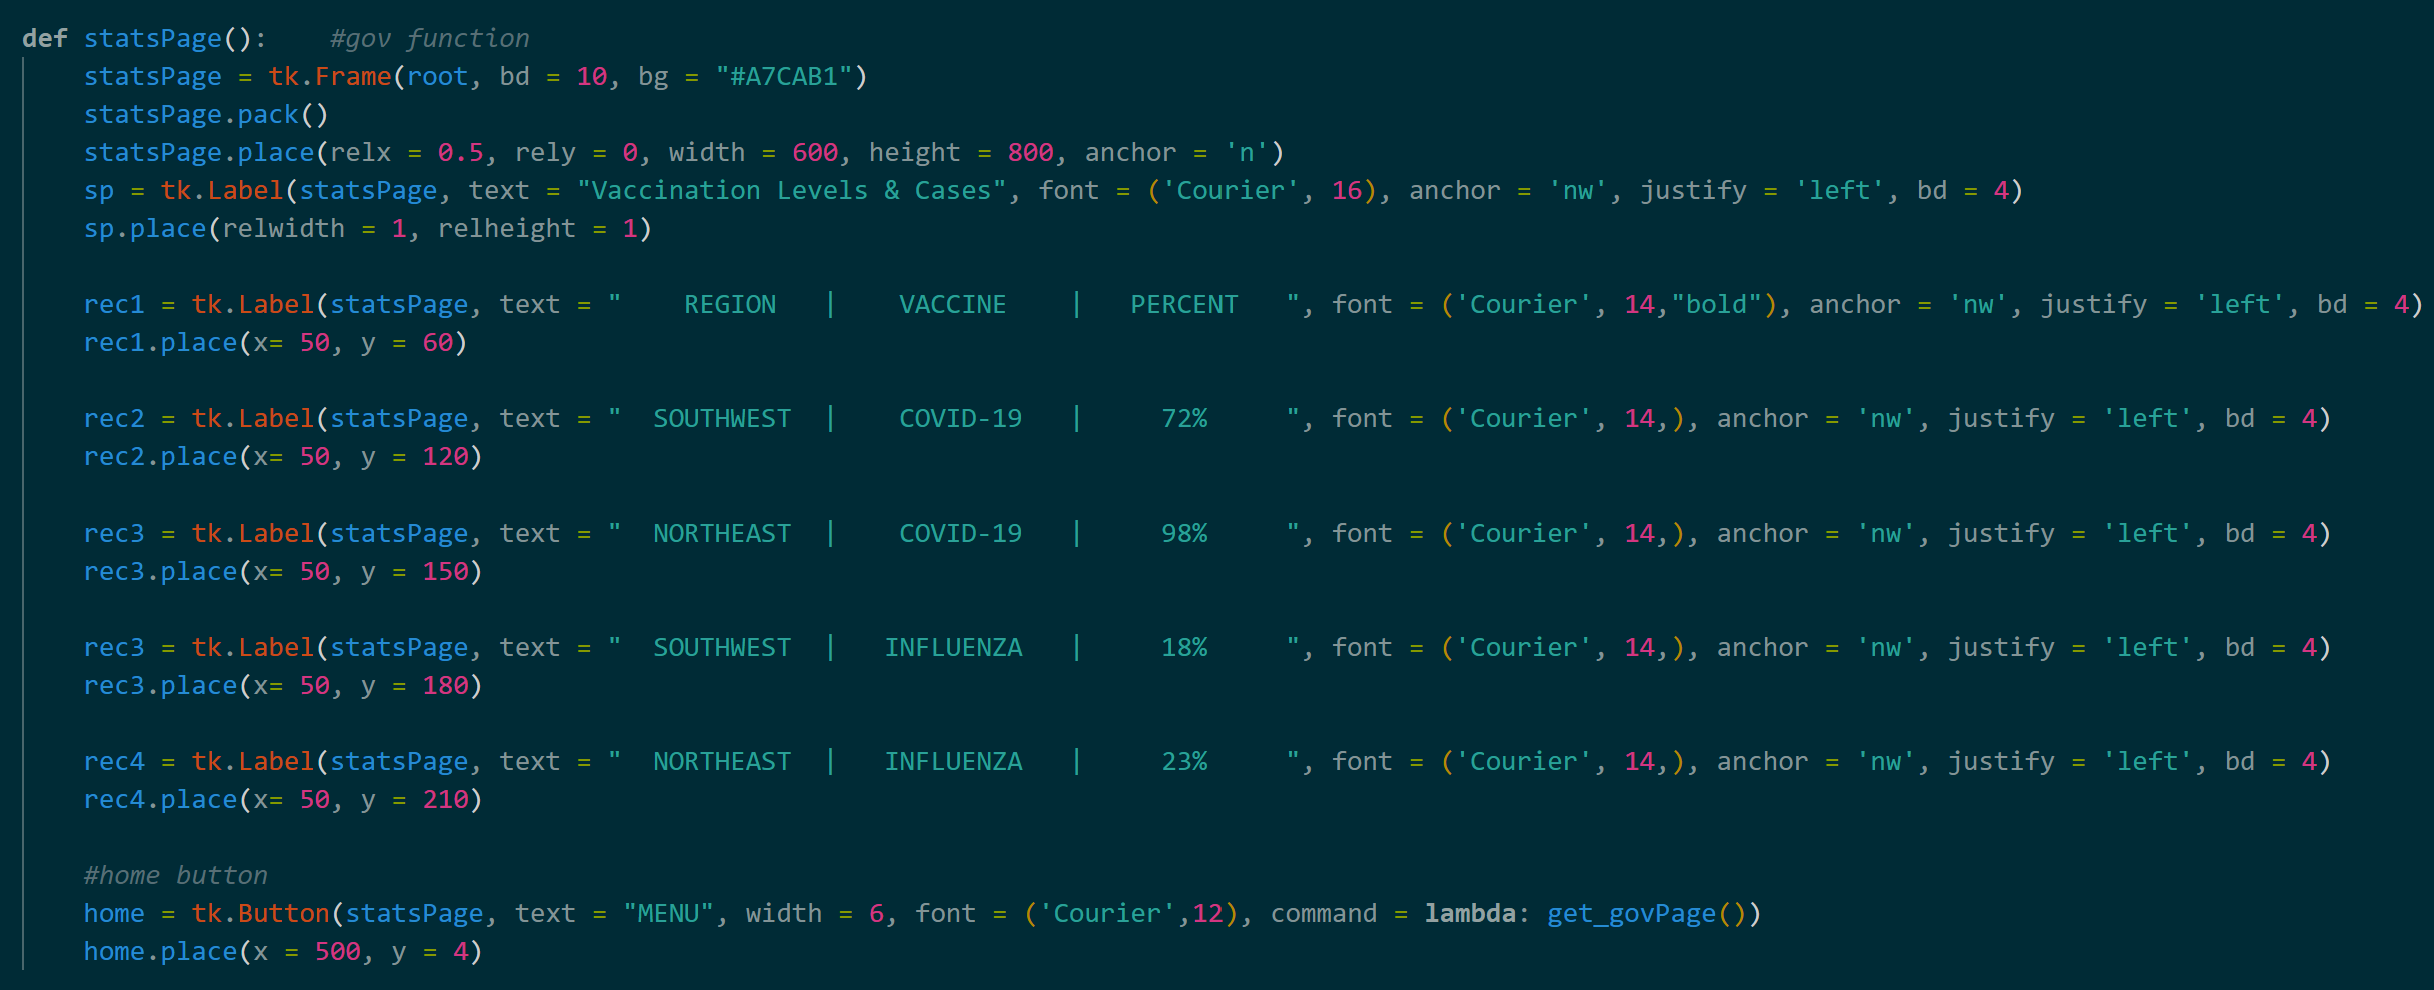 def statsPage():    #gov function
    statsPage = tk.Frame(root, bd = 10, bg = "#A7CAB1")
    statsPage.pack()
    statsPage.place(relx = 0.5, rely = 0, width = 600, height = 800, anchor = 'n')
    sp = tk.Label(statsPage, text = "Vaccination Levels & Cases", font = ('Courier', 16), anchor = 'nw', justify = 'left', bd = 4)
    sp.place(relwidth = 1, relheight = 1)

    rec1 = tk.Label(statsPage, text = "    REGION   |    VACCINE    |   PERCENT   ", font = ('Courier', 14,"bold"), anchor = 'nw', justify = 'left', bd = 4)
    rec1.place(x= 50, y = 60)

    rec2 = tk.Label(statsPage, text = "  SOUTHWEST  |    COVID-19   |     72%     ", font = ('Courier', 14,), anchor = 'nw', justify = 'left', bd = 4)
    rec2.place(x= 50, y = 120)

    rec3 = tk.Label(statsPage, text = "  NORTHEAST  |    COVID-19   |     98%     ", font = ('Courier', 14,), anchor = 'nw', justify = 'left', bd = 4)
    rec3.place(x= 50, y = 150)

    rec3 = tk.Label(statsPage, text = "  SOUTHWEST  |   INFLUENZA   |     18%     ", font = ('Courier', 14,), anchor = 'nw', justify = 'left', bd = 4)
    rec3.place(x= 50, y = 180)

    rec4 = tk.Label(statsPage, text = "  NORTHEAST  |   INFLUENZA   |     23%     ", font = ('Courier', 14,), anchor = 'nw', justify = 'left', bd = 4)
    rec4.place(x= 50, y = 210)

    #home button
    home = tk.Button(statsPage, text = "MENU", width = 6, font = ('Courier',12), command = lambda: get_govPage())
    home.place(x = 500, y = 4)